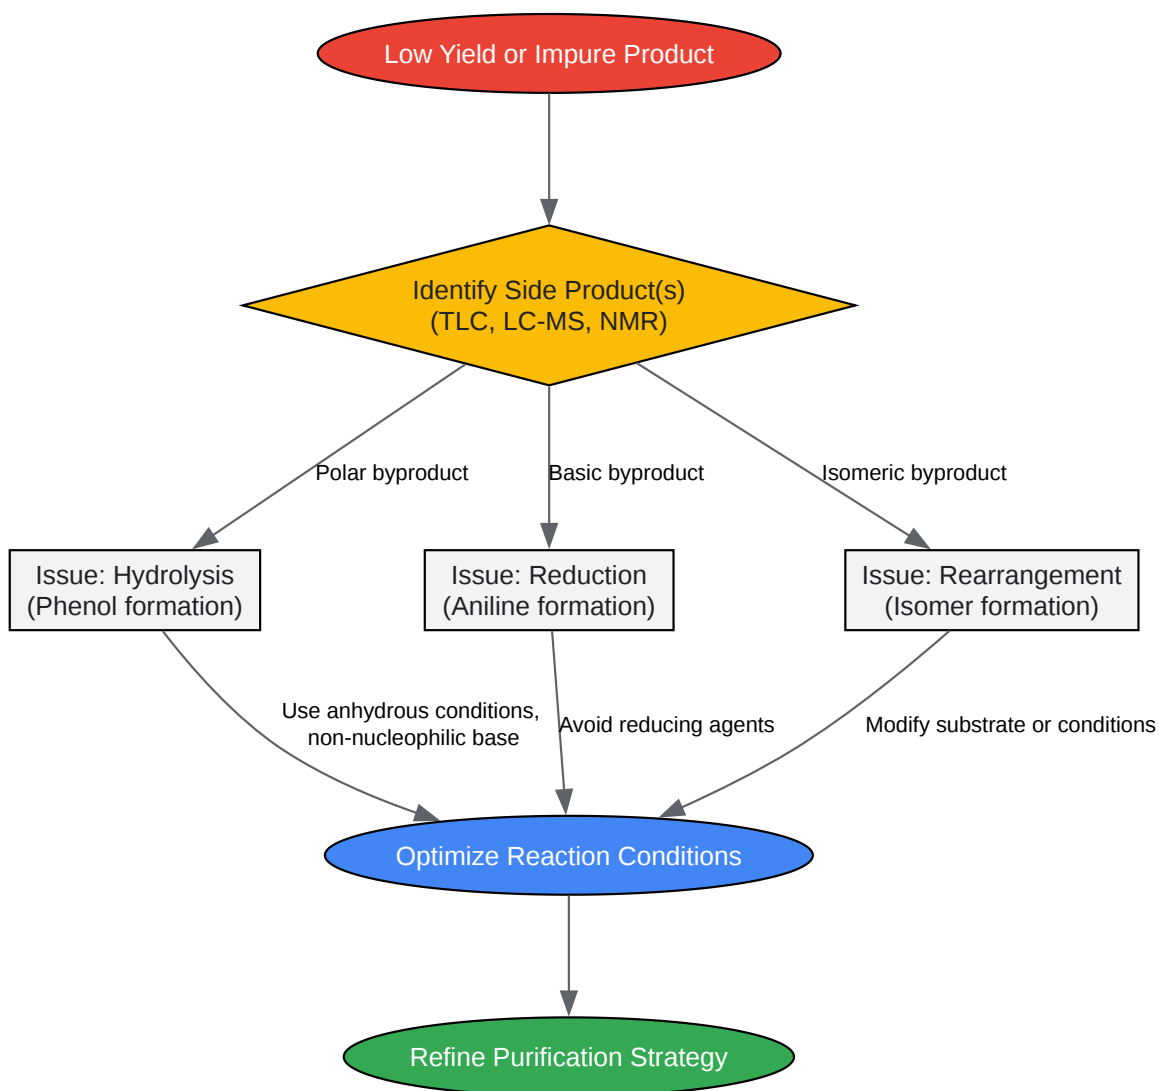 Low Yield or Impure Product
Identify Side Product(s)
(TLC, LC-MS, NMR)
Polar byproduct
Basic byproduct
Isomeric byproduct
Issue: Hydrolysis
(Phenol formation)
Issue: Reduction
(Aniline formation)
Issue: Rearrangement
(Isomer formation)
Use anhydrous conditions,
non-nucleophilic base
Avoid reducing agents
Modify substrate or conditions
Optimize Reaction Conditions
Refine Purification Strategy